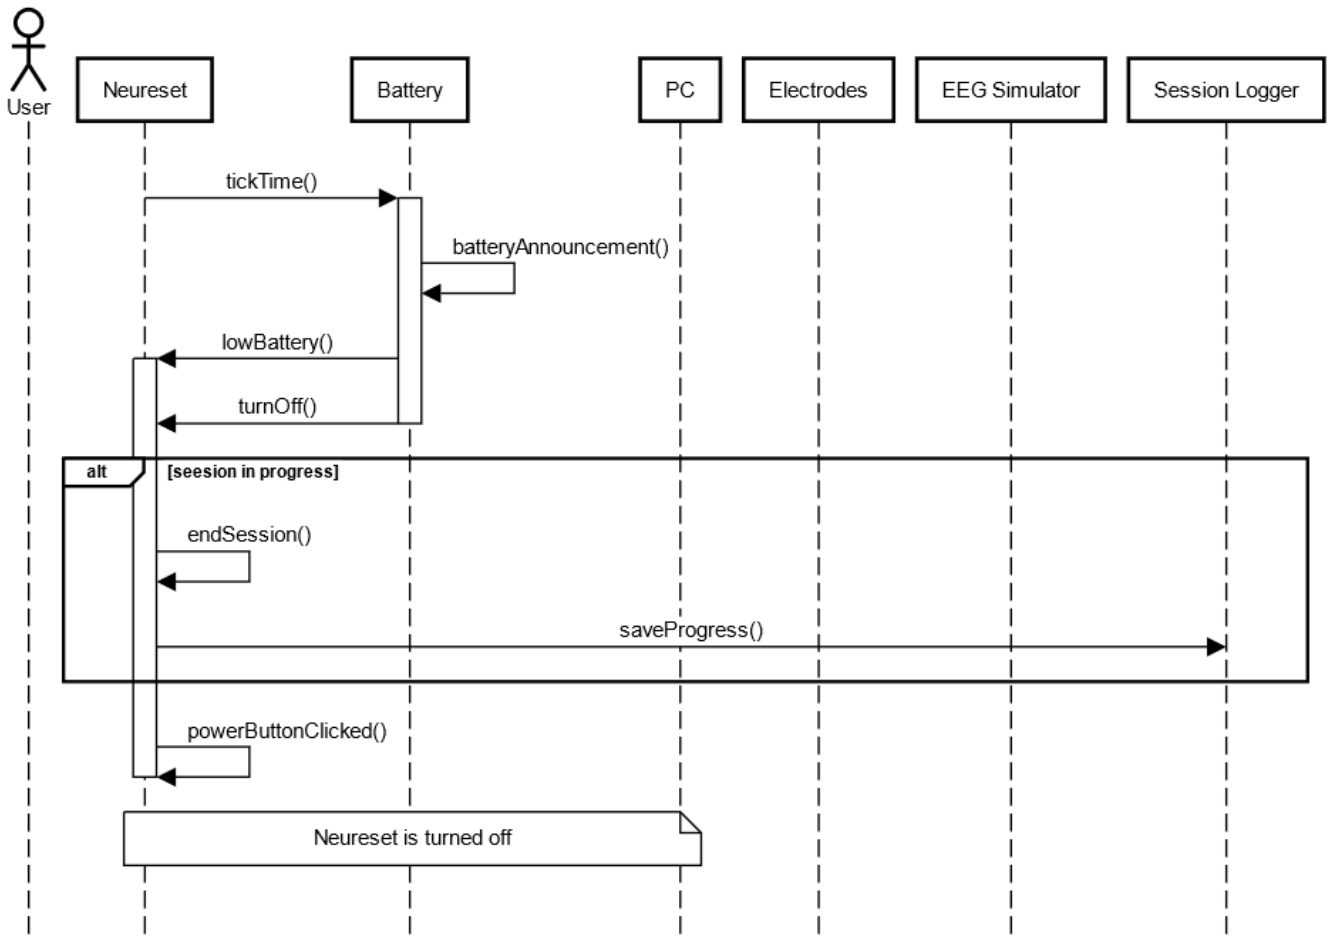 User
Neureset
Battery
PC
Electrodes
EEG Simulator
Session Logger
tickTime()
batteryAnnouncement()
lowBattery()
turnOff()
alt
[seesion in progress]
endSession()
saveProgress()
powerButtonClicked()
Neureset is turned off